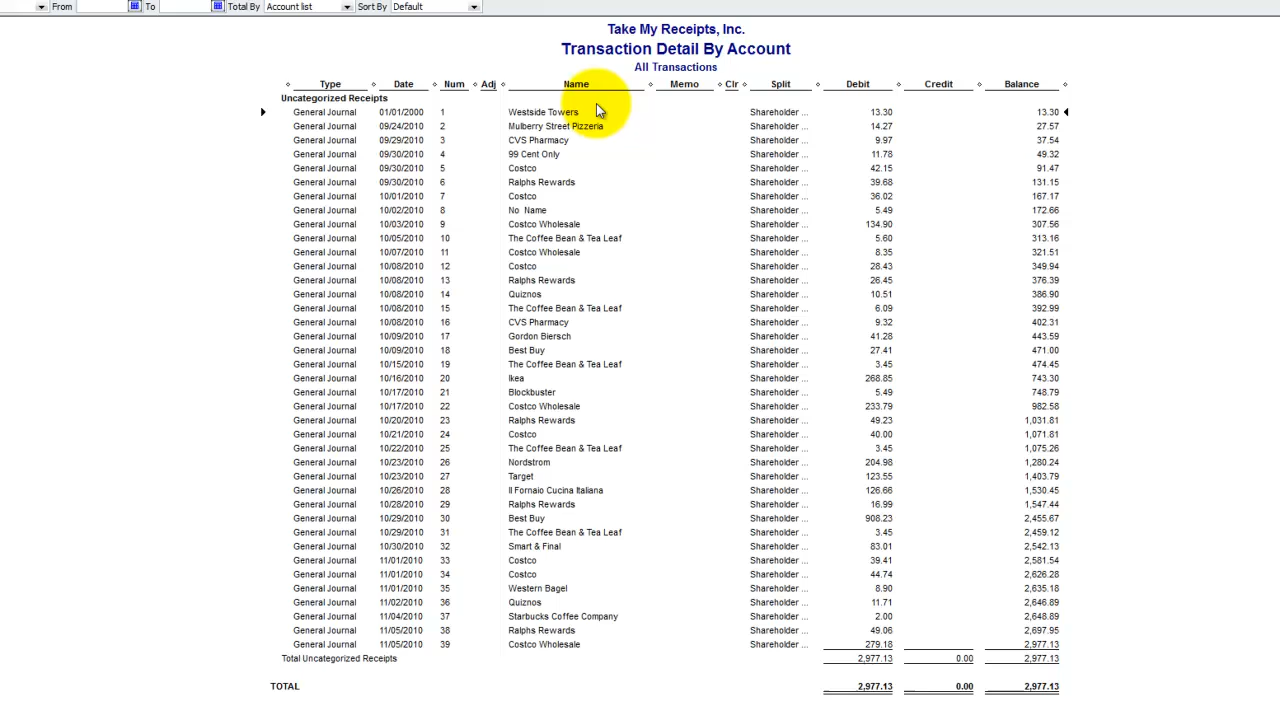 From To Total By Account list Sort By Default
Take My Receipts, Inc.
Transaction Detail By Account
All Transactions
Type Date Num Adj Name Memo Clr Split Debit Credit Balance
Uncategorized Receipts
General Journal 01/01/2000 1 Westside Towers Shareholder ... 13.30 13.30
General Journal 09/24/2010 2 Mulberry Street Pizzeria Shareholder ... 14.27 27.57
General Journal 09/29/2010 3 CVS Pharmacy Shareholder ... 9.97 37.54
General Journal 09/30/2010 4 99 Cent Only Shareholder ... 11.78 49.32
General Journal 09/30/2010 5 Costco Shareholder ... 42.15 91.47
General Journal 09/30/2010 6 Ralphs Rewards Shareholder ... 39.68 131.15
General Journal 10/01/2010 7 Costco Shareholder ... 36.02 167.17
General Journal 10/02/2010 8 No Name Shareholder ... 5.49 172.66
General Journal 10/03/2010 9 Costco Wholesale Shareholder ... 134.90 307.56
General Journal 10/05/2010 10 The Coffee Bean & Tea Leaf Shareholder ... 5.60 313.16
General Journal 10/07/2010 11 Costco Wholesale Shareholder ... 8.35 321.51
General Journal 10/08/2010 12 Costco Shareholder ... 28.43 349.94
General Journal 10/08/2010 13 Ralphs Rewards Shareholder ... 26.45 376.39
General Journal 10/08/2010 14 Quiznos Shareholder ... 10.51 386.90
General Journal 10/08/2010 15 The Coffee Bean & Tea Leaf Shareholder ... 6.09 392.99
General Journal 10/08/2010 16 CVS Pharmacy Shareholder ... 9.32 402.31
General Journal 10/09/2010 17 Gordon Biersch Shareholder ... 41.28 443.59
General Journal 10/09/2010 18 Best Buy Shareholder ... 27.41 471.00
General Journal 10/15/2010 19 The Coffee Bean & Tea Leaf Shareholder ... 3.45 474.45
General Journal 10/16/2010 20 Ikea Shareholder ... 268.85 743.30
General Journal 10/17/2010 21 Blockbuster Shareholder ... 5.49 748.79
General Journal 10/17/2010 22 Costco Wholesale Shareholder ... 233.79 982.58
General Journal 10/20/2010 23 Ralphs Rewards Shareholder ... 49.23 1,031.81
General Journal 10/21/2010 24 Costco Shareholder ... 40.00 1,071.81
General Journal 10/22/2010 25 The Coffee Bean & Tea Leaf Shareholder ... 3.45 1,075.26
General Journal 10/23/2010 26 Nordstrom Shareholder ... 204.98 1,280.24
General Journal 10/23/2010 27 Target Shareholder ... 123.55 1,403.79
General Journal 10/26/2010 28 Il Fornaio Cucina Italiana Shareholder ... 126.66 1,530.45
General Journal 10/28/2010 29 Ralphs Rewards Shareholder ... 16.99 1,547.44
General Journal 10/29/2010 30 Best Buy Shareholder ... 908.23 2,455.67
General Journal 10/29/2010 31 The Coffee Bean & Tea Leaf Shareholder ... 3.45 2,459.12
General Journal 10/30/2010 32 Smart & Final Shareholder ... 83.01 2,542.13
General Journal 11/01/2010 33 Costco Shareholder ... 39.41 2,581.54
General Journal 11/01/2010 34 Costco Shareholder ... 44.74 2,626.28
General Journal 11/01/2010 35 Western Bagel Shareholder ... 8.90 2,635.18
General Journal 11/02/2010 36 Quiznos Shareholder ... 11.71 2,646.89
General Journal 11/04/2010 37 Starbucks Coffee Company Shareholder ... 2.00 2,648.89
General Journal 11/05/2010 38 Ralphs Rewards Shareholder ... 49.06 2,697.95
General Journal 11/05/2010 39 Costco Wholesale Shareholder ... 279.18 2,977.13
Total Uncategorized Receipts 2,977.13 0.00 2,977.13
TOTAL 2,977.13 0.00 2,977.13